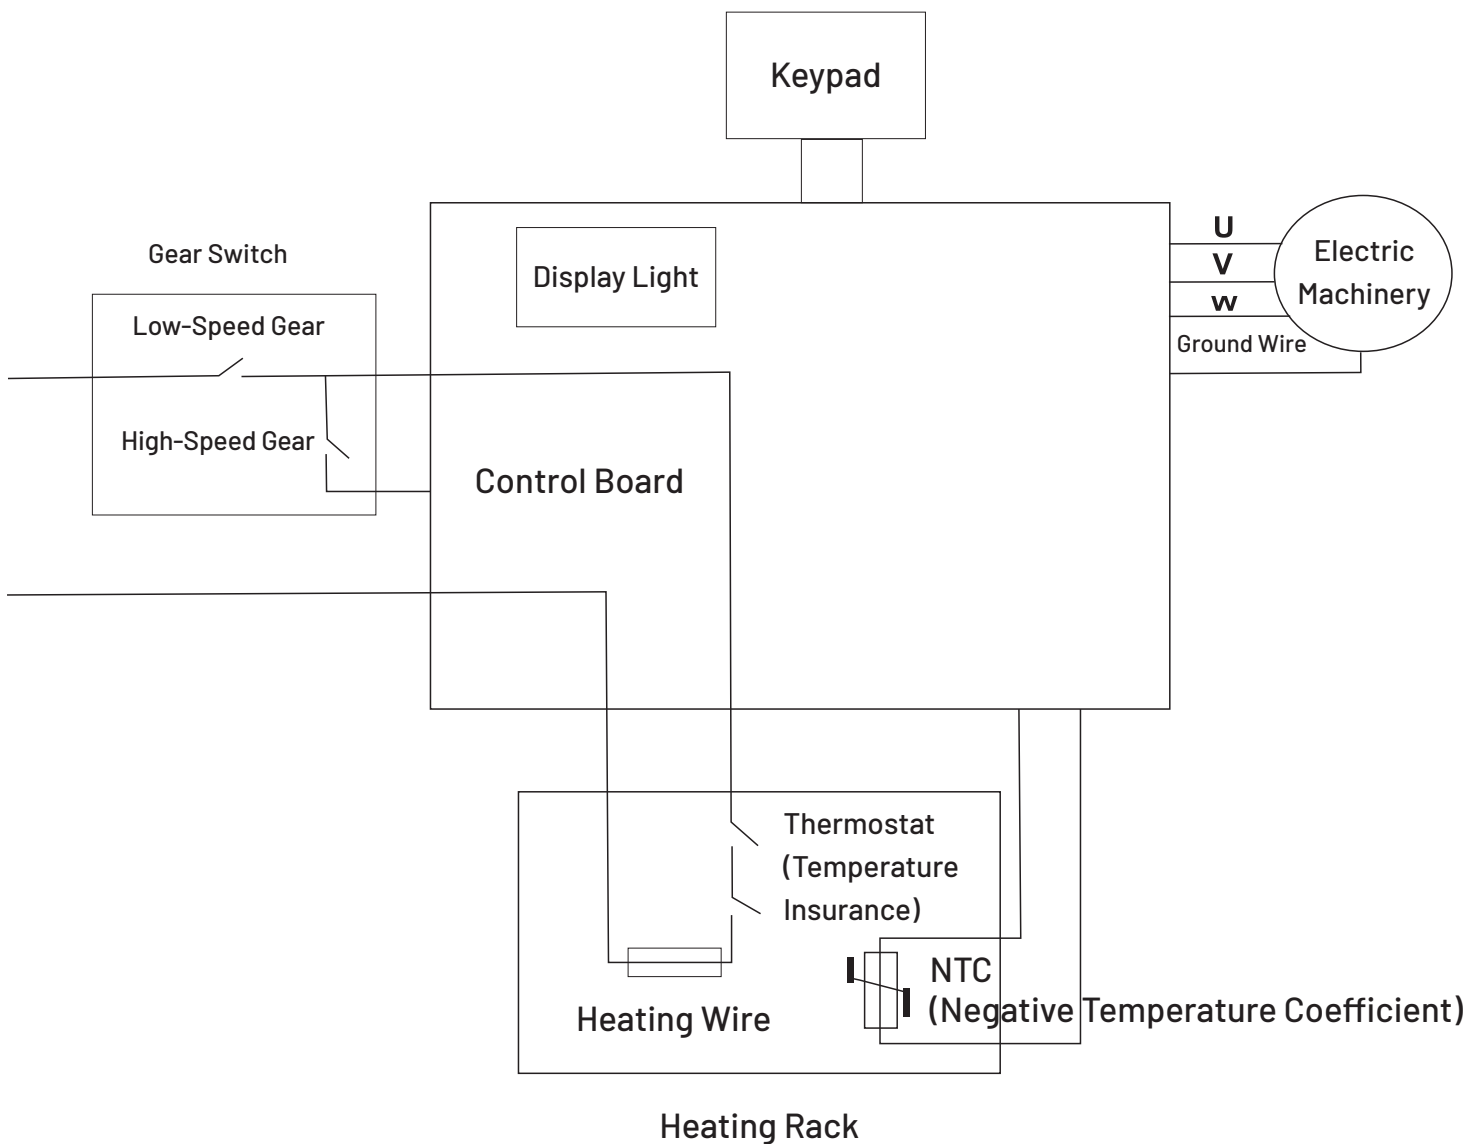 Keypad
U
Gear Switch
Display Light
V
Electric
Machinery
w
Low-Speed Gear
Ground Wire
High-Speed Gear
Control Board
Thermostat
(Temperature
Insurance)
NTC
(Negative Temperature Coefficient)
Heating Wire
Heating Rack